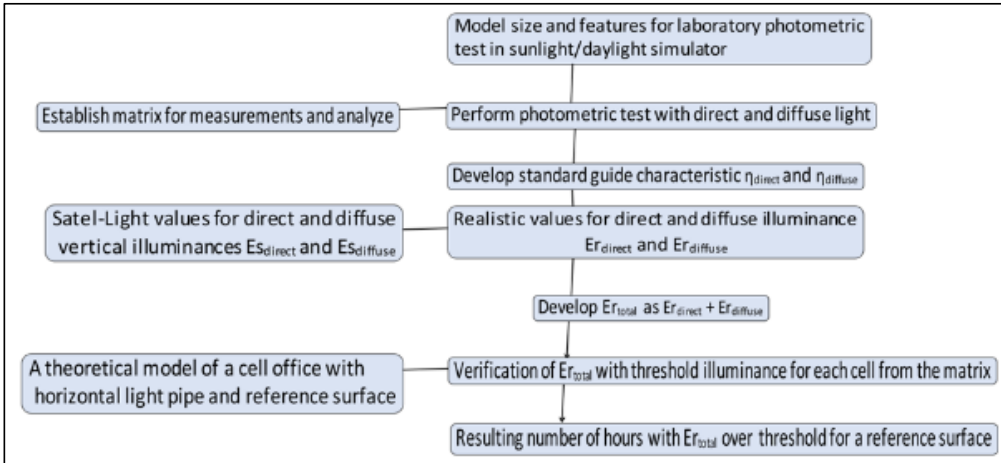 Model size and features for laboratory photometric
test in sunlight/daylight simulator
Establish matrix for measurements and analyze
Perform photometric test with direct and diffuse light
Develop standard guide characteristic ηdirect and ηdiffuse
Satel-Light values for direct and diffuse
vertical illuminances Esdirect and Esdiffuse
Realistic values for direct and diffuse illuminance
Erdirect and Erdiffuse
Develop Ertotal as Erdirect + Erdiffuse
A theoretical model of a cell office with
horizontal light pipe and reference surface
Verification of Ertotal with threshold illuminance for each cell from the matrix
Resulting number of hours with Ertotal over threshold for a reference surface